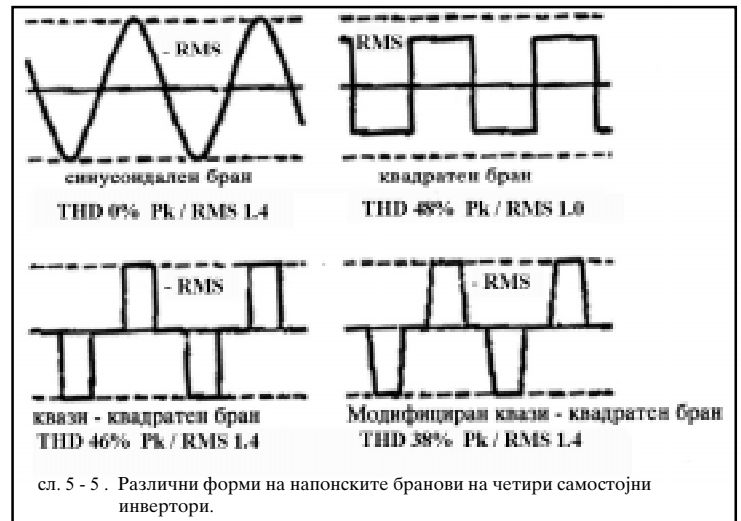 - RMS
RMS
синусоидален бран
THD 0% Pk / RMS 1.4
квадратен бран
THD 48% Pk / RMS 1.0
- RMS
- RMS
квази - квадратен бран
THD 46% Pk / RMS 1.4
Модифициран квази - квадратен бран
THD 38% Pk / RMS 1.4
сл. 5 - 5 . Различни форми на напонските бранови на четири самостојни
инвертори.